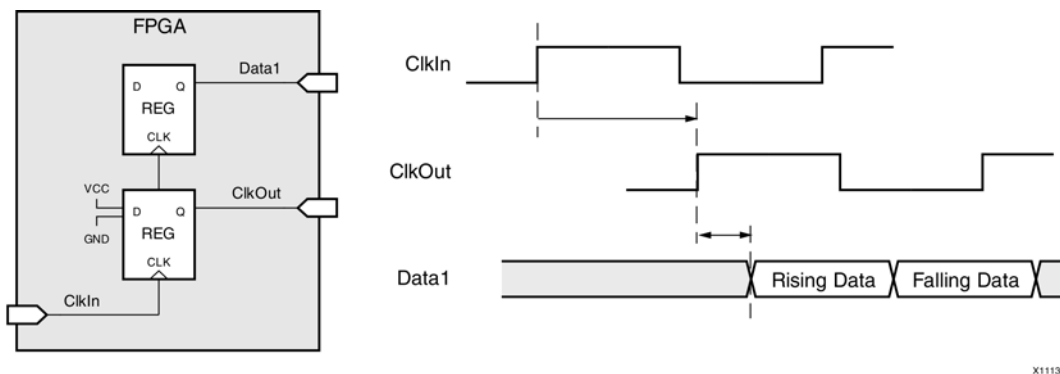 FPGA
Data1
D Q
REG
CLK
VCC
GND
ClkOut
D Q
REG
CLK
ClkIn
ClkIn
ClkOut
Data1
Rising Data
Falling Data
X1113